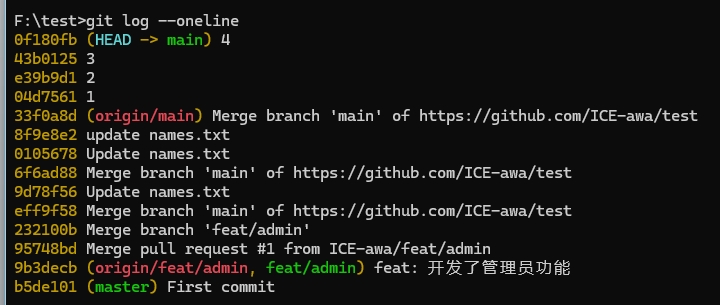 F:\test>git log --oneline
0f180fb (HEAD -> main) 4
43b0125 3
e39b9d1 2
04d7561 1
33f0a8d (origin/main) Merge branch 'main' of https://github.com/ICE-awa/test
8f9e8e2 update names.txt
0105678 Update names.txt
6f6ad88 Merge branch 'main' of https://github.com/ICE-awa/test
9d78f56 Update names.txt
eff9f58 Merge branch 'main' of https://github.com/ICE-awa/test
232100b Merge branch 'feat/admin'
95748bd Merge pull request #1 from ICE-awa/feat/admin
9b3decb (origin/feat/admin, feat/admin) feat: 开发了管理员功能
b5de101 (master) First commit